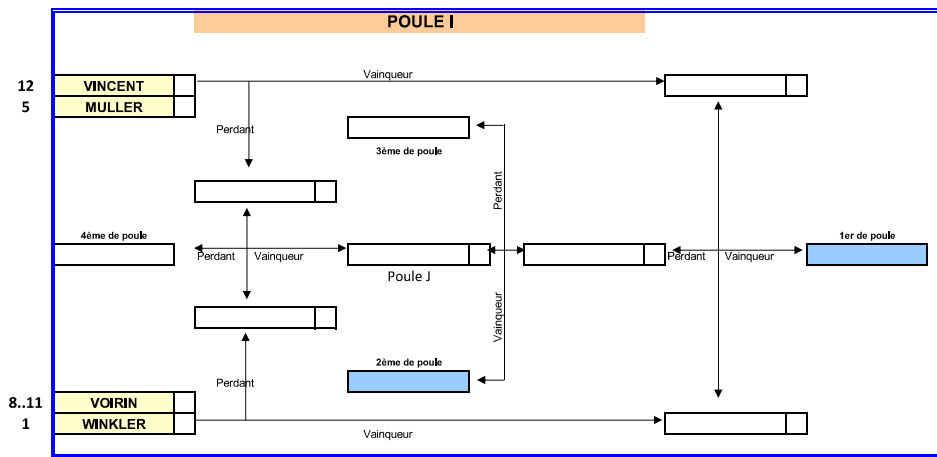 POULE I
Vainqueur
12 VINCENT
5 MULLER
Perdant
3ème de poule
Perdant
4ème de poule
1er de poule
Perdant Vainqueur
Perdant Vainqueur
Poule J
Vainqueur
2ème de poule
Perdant
8..11 VOIRIN
1 WINKLER
Vainqueur